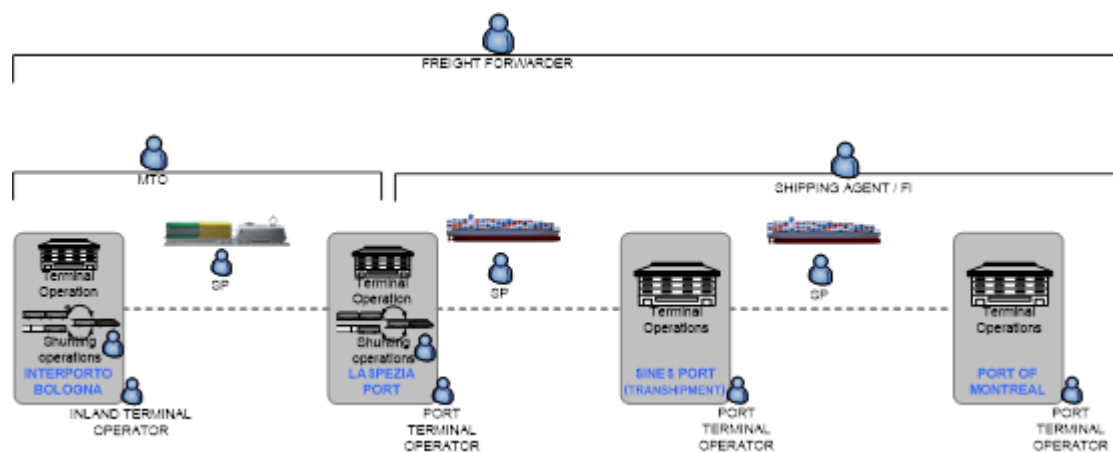 FREIGHT FORWARDER
MTO
SHIPPING AGENT / FI
SP
SP
SP
Terminal
Operation
Shunting
operations
INTERPORTO
BOLOGNA
INLAND TERMINAL
OPERATOR
Terminal
Operation
Shunting
operations
LASPEZIA
PORT
PORT
TERMINAL
OPERATOR
Terminal
Operations
SINES PORT
(TRANSHIPMENT)
PORT
TERMINAL
OPERATOR
Terminal
Operations
PORT OF
MONTREAL
PORT
TERMINAL
OPERATOR